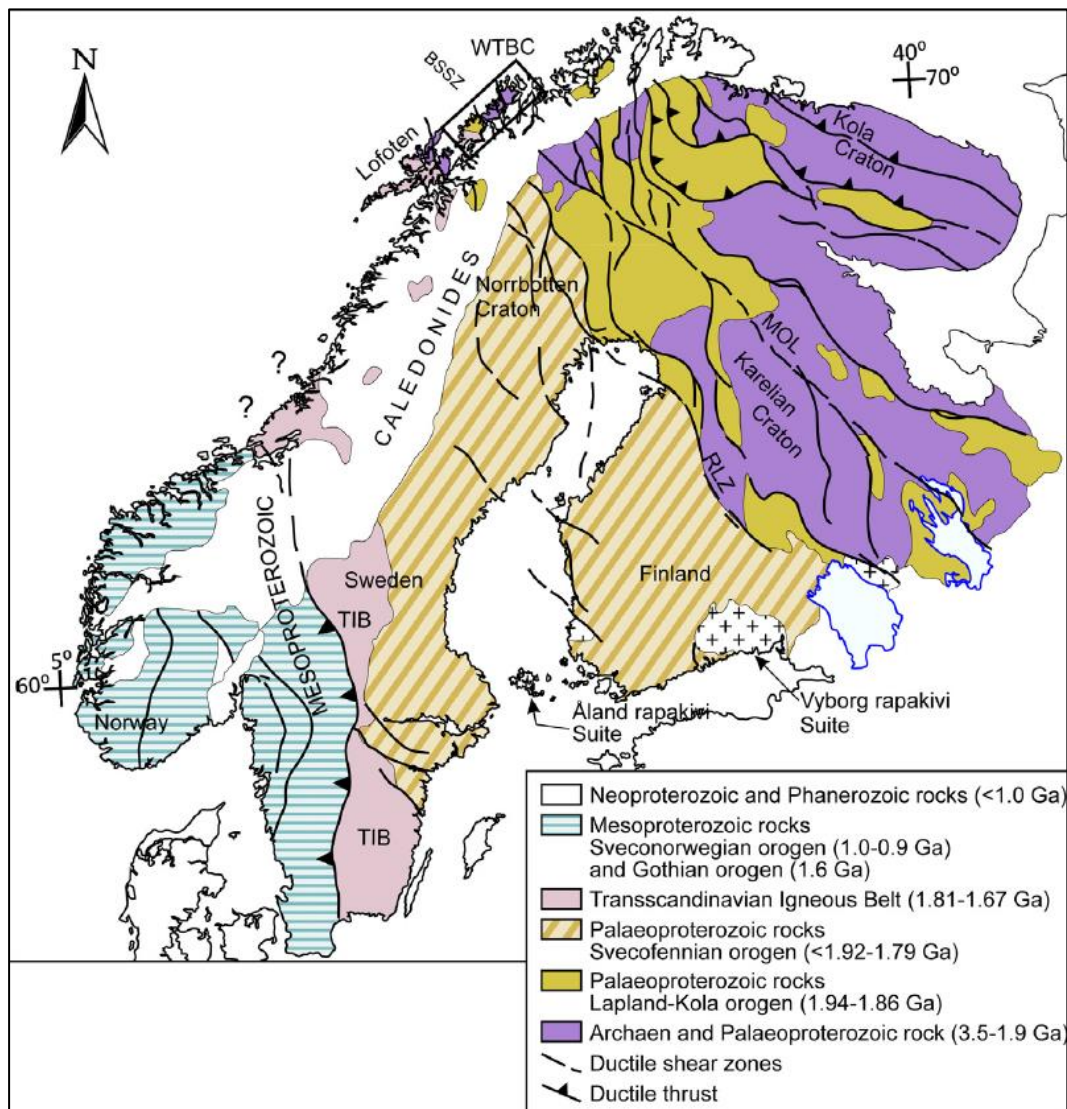 N
WTBC
BSSZ
Lofoten
40º
70º
Kola
Craton
CALEDONIDES
Norrbotten
Craton
MOL
Karelian
Craton
RLZ
?
?
MESOPROTEROZOIC
Sweden
TIB
Finland
5º
60º
Norway
Åland rapakivi
Suite
Vyborg rapakivi
Suite
TIB
Neoproterozoic and Phanerozoic rocks (<1.0 Ga)
Mesoproterozoic rocks
Sveconorwegian orogen (1.0-0.9 Ga)
and Gothian orogen (1.6 Ga)
Transscandinavian Igneous Belt (1.81-1.67 Ga)
Palaeoproterozoic rocks
Svecofennian orogen (<1.92-1.79 Ga)
Palaeoproterozoic rocks
Lapland-Kola orogen (1.94-1.86 Ga)
Archaen and Palaeoproterozoic rock (3.5-1.9 Ga)
Ductile shear zones
Ductile thrust